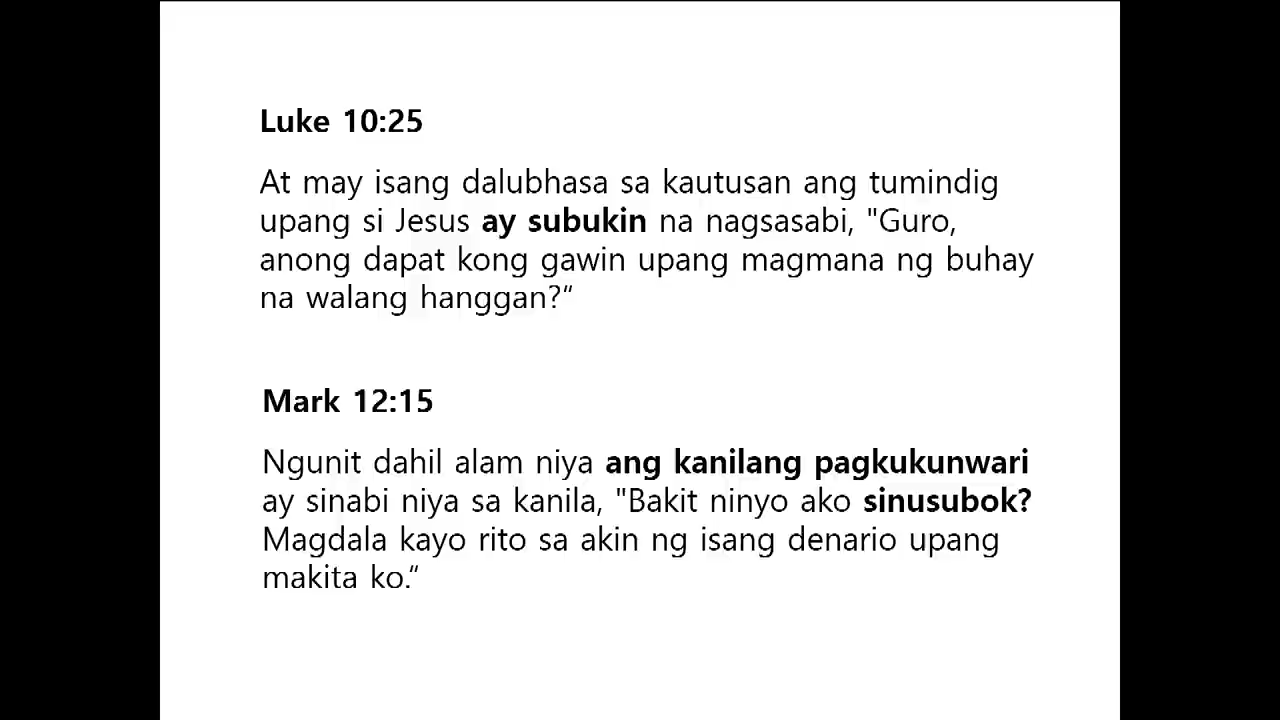 Luke 10:25
At may isang dalubhasa sa kautusan ang tumindig
upang si Jesus ay subukin na nagsasabi, "Guro,
anong dapat kong gawin upang magmana ng buhay
na walang hanggan?“
Mark 12:15
Ngunit dahil alam niya ang kanilang pagkukunwari
ay sinabi niya sa kanila, "Bakit ninyo ako sinusubok?
Magdala kayo rito sa akin ng isang denario upang
makita ko.“